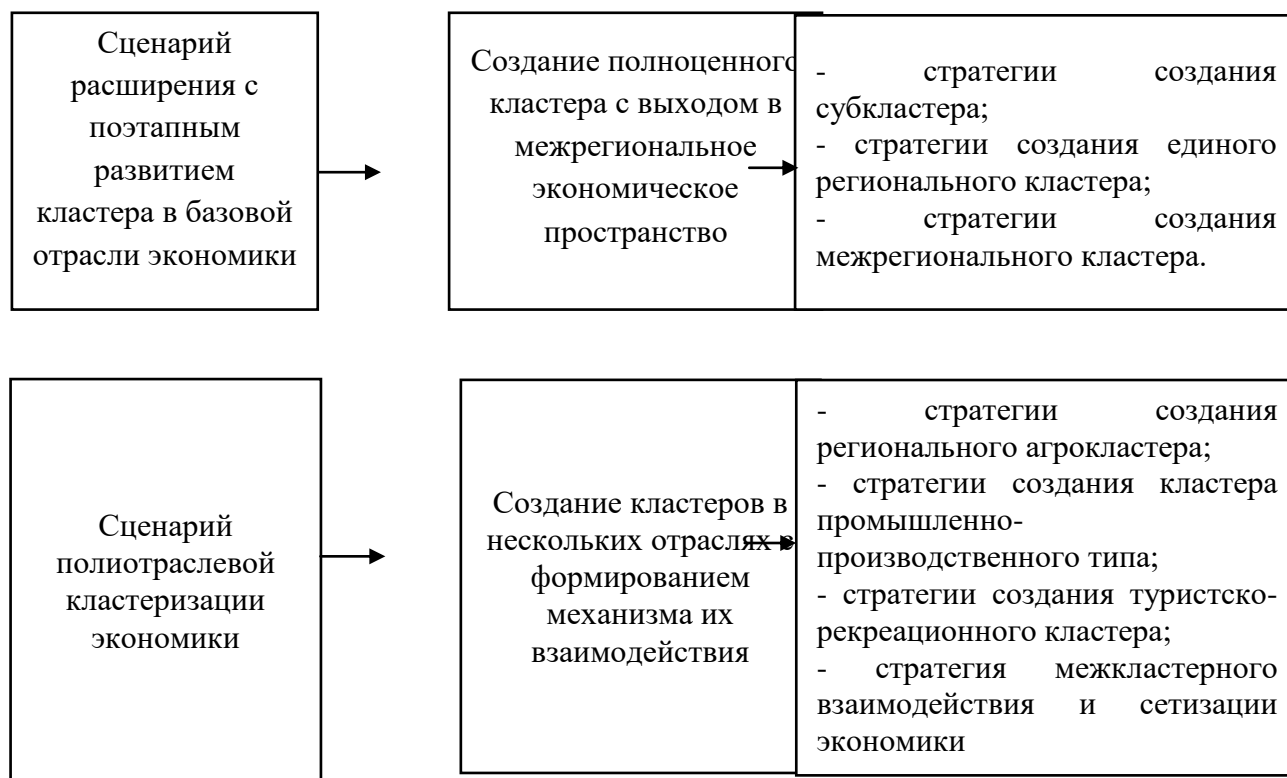 Сценарий
расширения с
поэтапным
развитием
кластера в базовой
отрасли экономики
Создание полноценного
кластера с выходом в
межрегиональное
экономическое
пространство
- стратегии создания
субкластера;
- стратегии создания единого
регионального кластера;
- стратегии создания
межрегионального кластера.
Сценарий
полиотраслевой
кластеризации
экономики
Создание кластеров в
нескольких отраслях с
формированием
механизма их
взаимодействия
- стратегии создания
регионального агрокластера;
- стратегии создания кластера
промышленно-
производственного типа;
- стратегии создания туристско-
рекреационного кластера;
- стратегия межкластерного
взаимодействия и сетизации
экономики